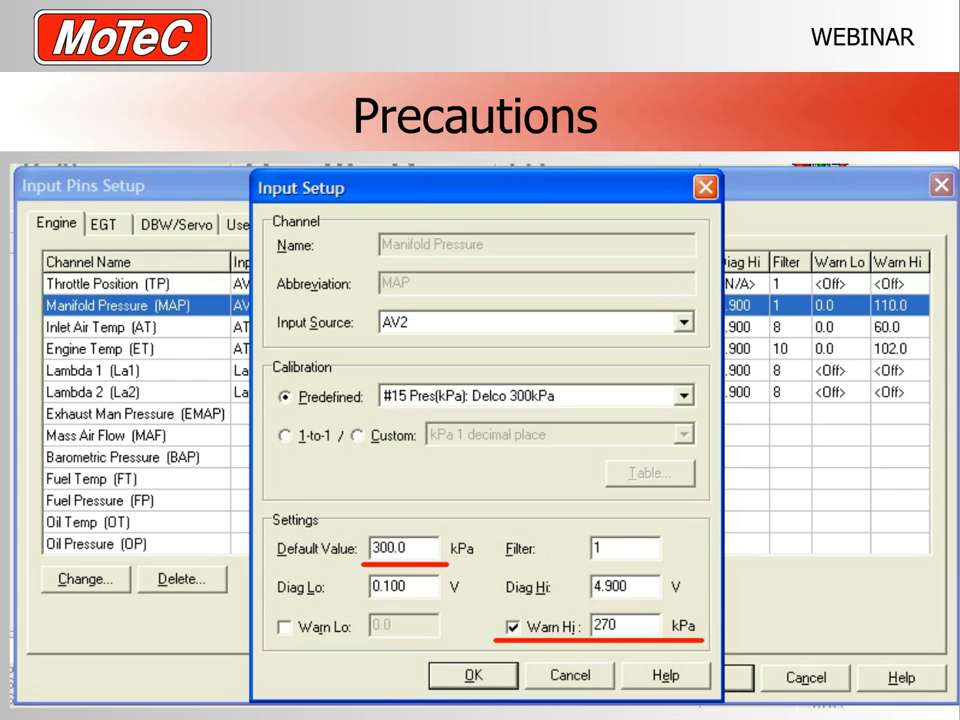 MoTeC
WEBINAR
Precautions
Input Pins Setup
Engine
EGT
DBW/Servo
Channel Name
Diag Hi
Filter
Warn Lo
Warn Hi
Throttle Position (TP) 1 <Off> <Off>
Manifold Pressure (MAP) 1 0.0 110.0
Inlet Air Temp (AT) 8 0.0 60.0
Engine Temp (ET) 10 0.0 102.0
Lambda 1 (La1) 8 <Off> <Off>
Lambda 2 (La2) 8 <Off> <Off>
Exhaust Man Pressure (EMAP)
Mass Air Flow (MAF)
Barometric Pressure (BAP)
Fuel Temp (FT)
Fuel Pressure (FP)
Oil Temp (OT)
Oil Pressure (OP)
Change...
Delete...
Cancel
Help
Input Setup
Channel
Name: Manifold Pressure
Abbreviation: MAP
Input Source: AV2
Calibration
Predefined: #15 Pres(kPa): Delco 300kPa
1-to-1 / Custom: kPa 1 decimal place
Table...
Settings
Default Value: 300.0 kPa Filter: 1
Diag Lo: 0.100 V Diag Hi: 4.900 V
Warn Lo: 0.0 Warn Hi : 270 kPa
OK Cancel Help